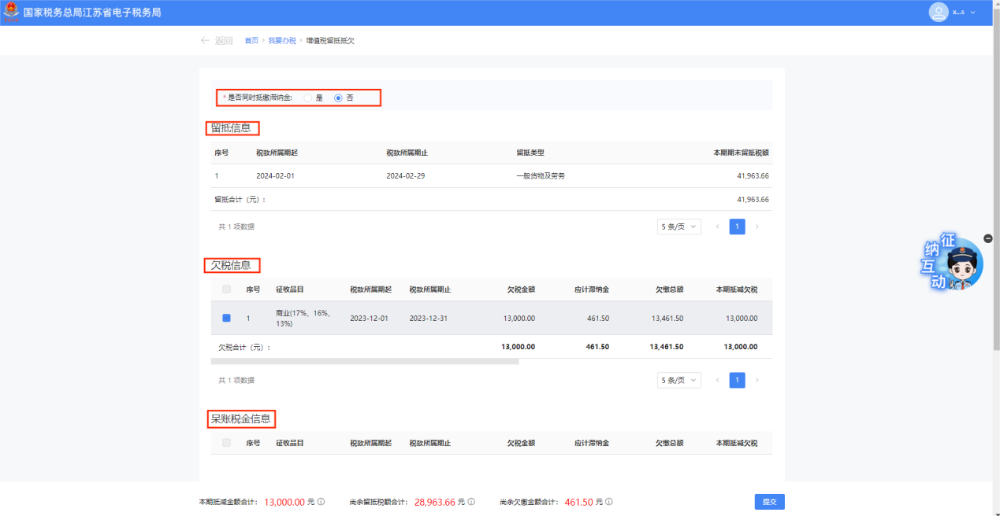 国家税务总局江苏省电子税务局
x...s
返回 首页 我要办税 增值税留抵抵欠
* 是否同时抵缴滞纳金: 是 否
留抵信息
序号 税款所属期起 税款所属期止 留抵类型 本期期末留抵税额
1 2024-02-01 2024-02-29 一般货物及劳务 41,963.66
留抵合计（元）: 41,963.66
共 1 项数据 5 条/页 1
欠税信息
序号 征收品目 税款所属期起 税款所属期止 欠税金额 应计滞纳金 欠缴总额 本期抵减欠税
1 商业(17%、16%、13%) 2023-12-01 2023-12-31 13,000.00 461.50 13,461.50 13,000.00
欠税合计（元）: 13,000.00 461.50 13,461.50 13,000.00
共 1 项数据 5 条/页 1
呆账税金信息
序号 征收品目 税款所属期起 税款所属期止 欠税金额 应计滞纳金 欠缴总额 本期抵减欠税
本期抵减金额合计: 13,000.00 元 尚余留抵税额合计: 28,963.66 元 尚余欠缴金额合计: 461.50 元 提交
征纳互动